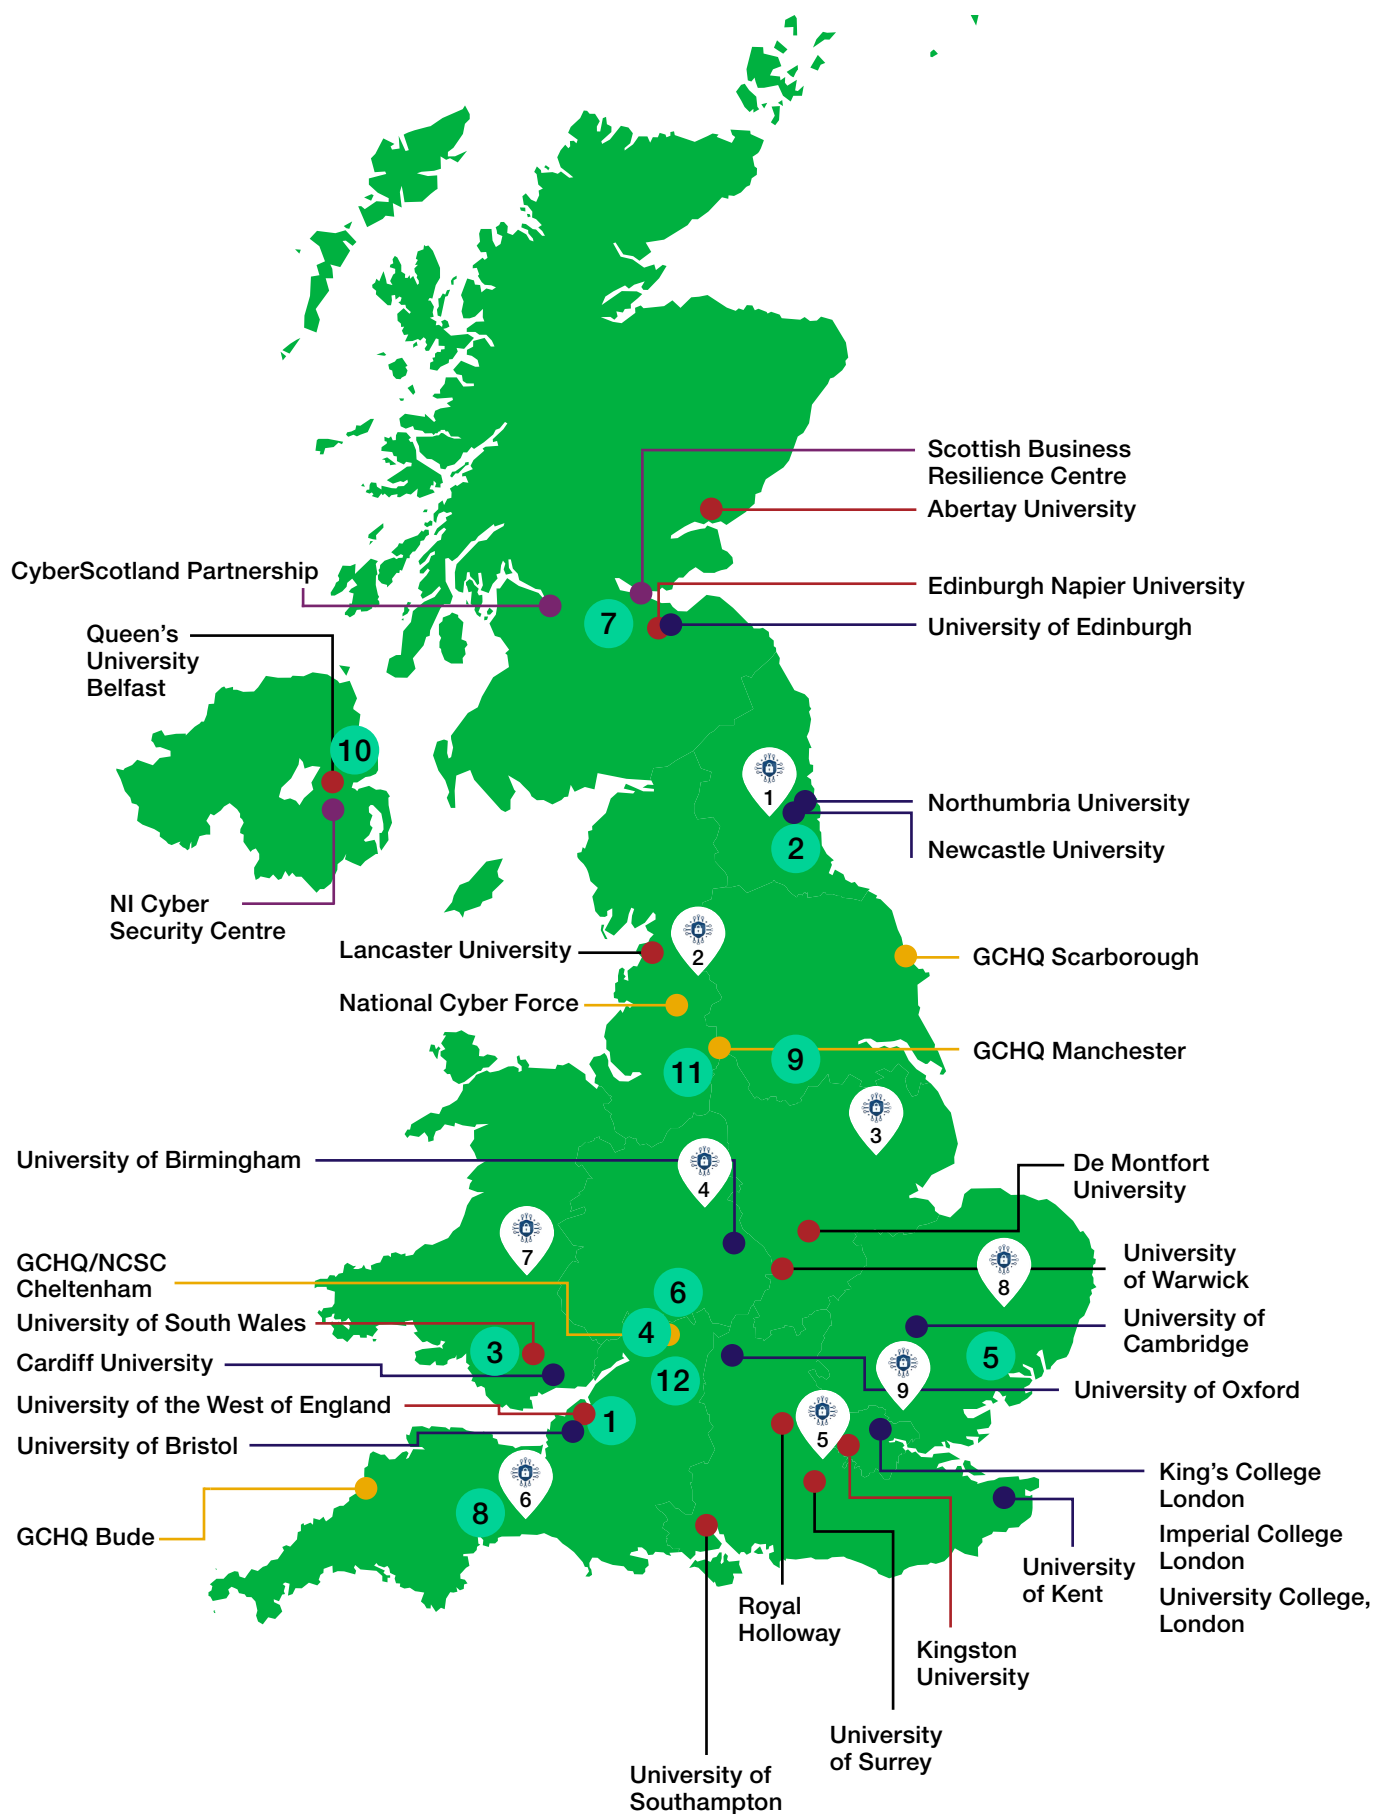 Scottish Business
Resilience Centre
Abertay University
CyberScotland Partnership
Edinburgh Napier University
7
University of Edinburgh
Queen’s
University
Belfast
10
1
Northumbria University
2
Newcastle University
NI Cyber
Security Centre
Lancaster University
2
GCHQ Scarborough
National Cyber Force
GCHQ Manchester
9
11
3
University of Birmingham
4
De Montfort
University
7
GCHQ/NCSC
Cheltenham
University
of Warwick
8
6
University of South Wales
4
University of
Cambridge
3
5
Cardiff University
12
9
University of Oxford
University of the West of England
1
University of Bristol
5
King’s College
London
6
8
GCHQ Bude
Imperial College
London
University
of Kent
University College,
London
Royal
Holloway
Kingston
University
University
of Surrey
University of
Southampton